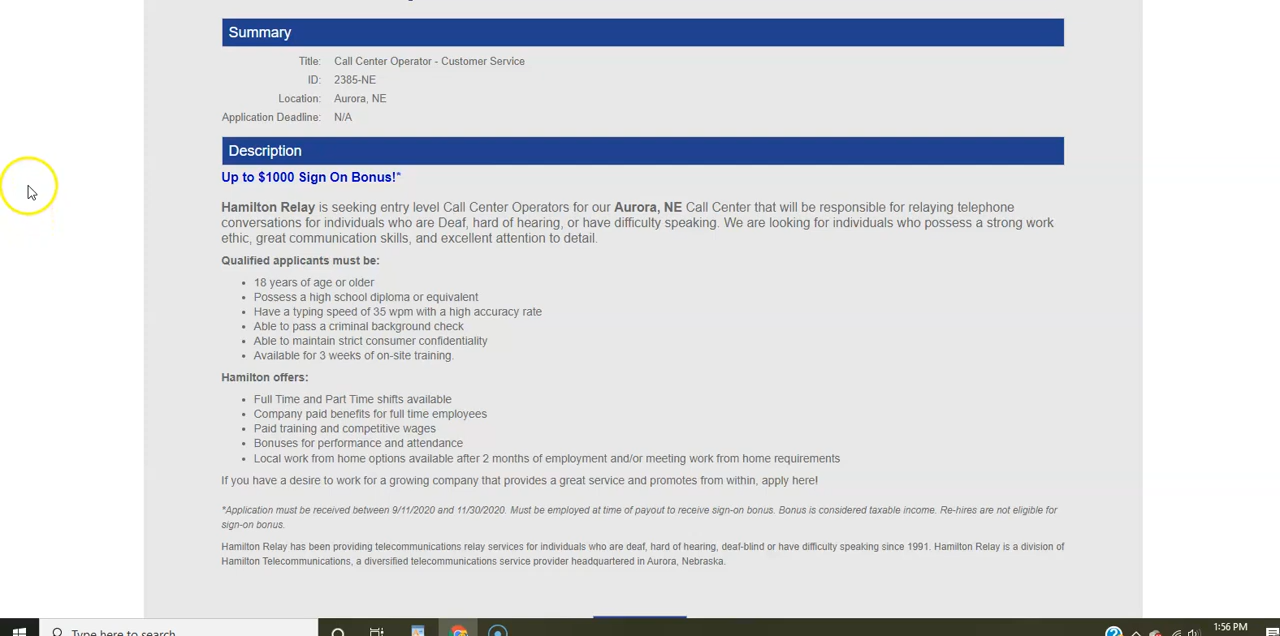 Summary
Title: Call Center Operator - Customer Service
ID: 2385-NE
Location: Aurora, NE
Application Deadline: N/A
Description
Up to $1000 Sign On Bonus!*
Hamilton Relay is seeking entry level Call Center Operators for our Aurora, NE Call Center that will be responsible for relaying telephone
conversations for individuals who are Deaf, hard of hearing, or have difficulty speaking. We are looking for individuals who possess a strong work
ethic, great communication skills, and excellent attention to detail.
Qualified applicants must be:
• 18 years of age or older
• Possess a high school diploma or equivalent
• Have a typing speed of 35 wpm with a high accuracy rate
• Able to pass a criminal background check
• Able to maintain strict consumer confidentiality
• Available for 3 weeks of on-site training.
Hamilton offers:
• Full Time and Part Time shifts available
• Company paid benefits for full time employees
• Paid training and competitive wages
• Bonuses for performance and attendance
• Local work from home options available after 2 months of employment and/or meeting work from home requirements
If you have a desire to work for a growing company that provides a great service and promotes from within, apply here!
*Application must be received between 9/11/2020 and 11/30/2020. Must be employed at time of payout to receive sign-on bonus. Bonus is considered taxable income. Re-hires are not eligible for
sign-on bonus.
Hamilton Relay has been providing telecommunications relay services for individuals who are deaf, hard of hearing, deaf-blind or have difficulty speaking since 1991. Hamilton Relay is a division of
Hamilton Telecommunications, a diversified telecommunications service provider headquartered in Aurora, Nebraska.
Type here to search
1:56 PM